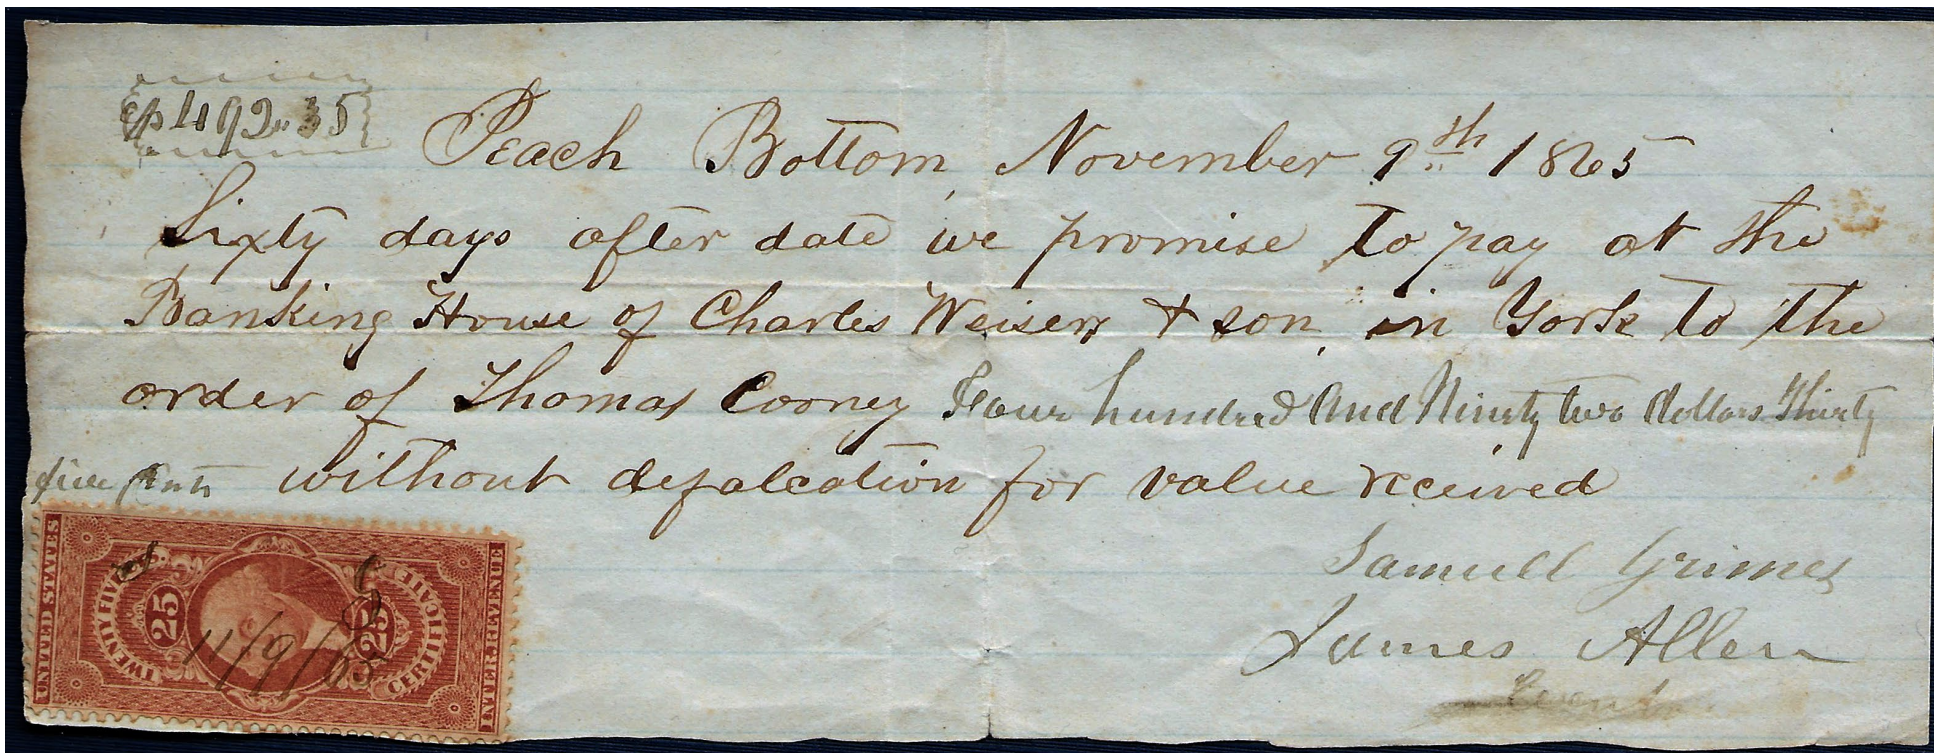 $492.35
Peach Bottom, November 9th 1865
Sixty days after date we promise to pay at the
Banking House of Charles Weisers & son, in York to the
order of Thomas Cooney Four hundred and Ninety two dollars Thirty
five cents without defalcation for value received
Samuel Grimes
James Allen
UNITED STATES
TWENTY FIVE
25
25
CERTIFICATE
INTER. REVENUE
S G
11/9/65